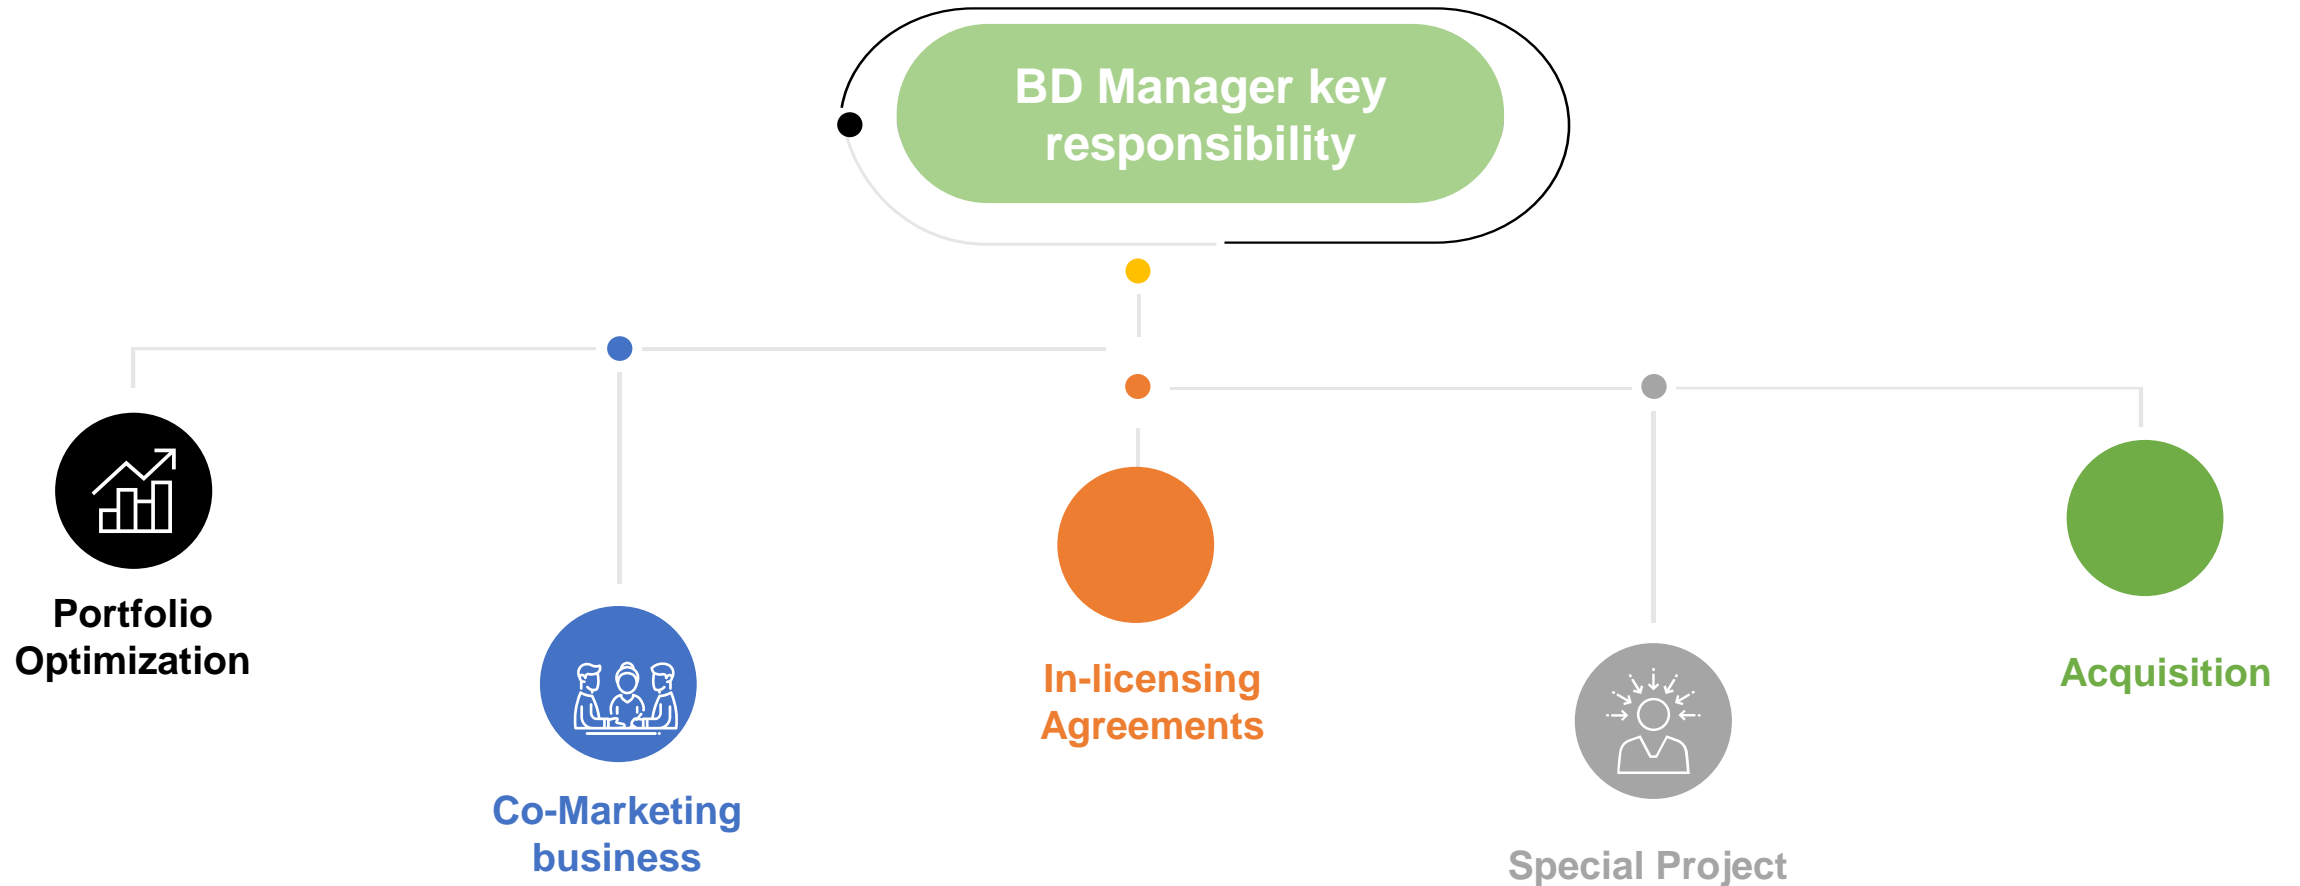 BD Manager key
responsibility
Portfolio
Optimization
Co-Marketing
business
In-licensing
Agreements
Special Project
Acquisition